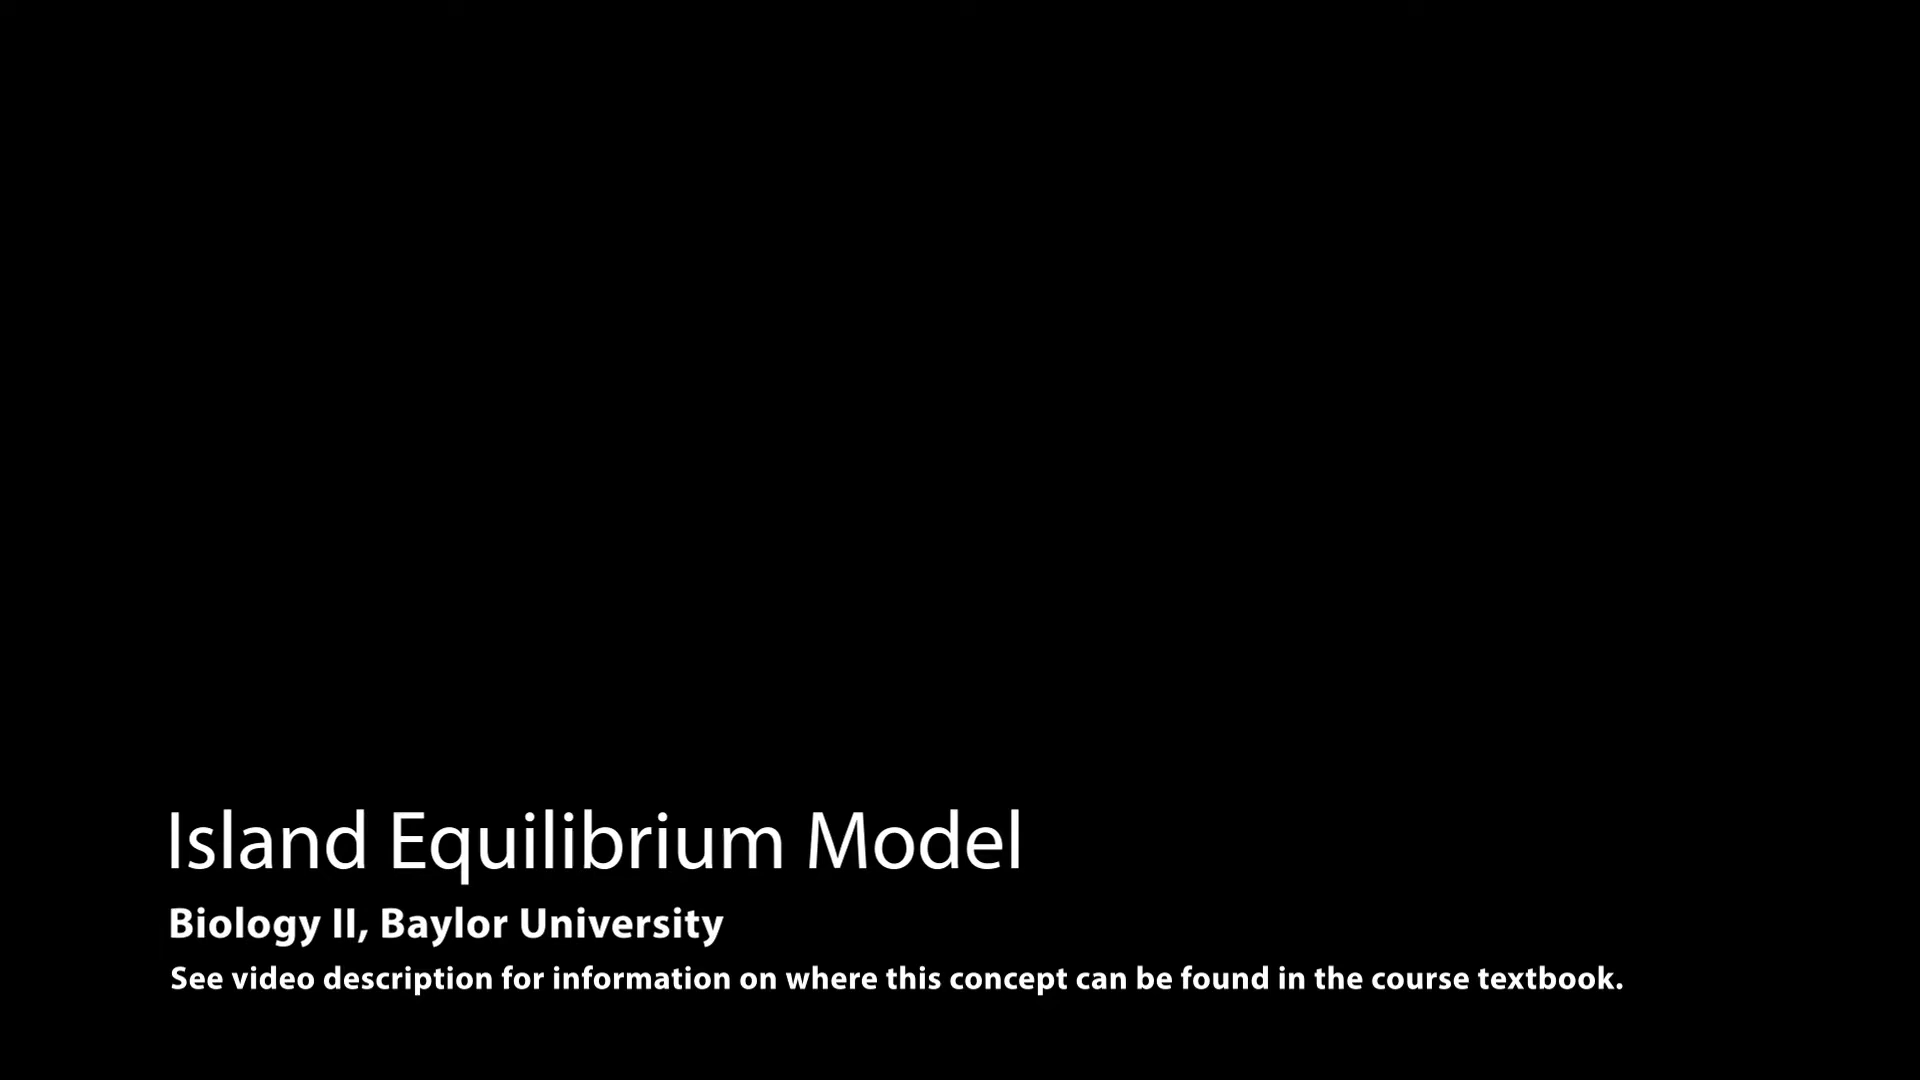 Island Equilibrium Model
Biology II, Baylor University
See video description for information on where this concept can be found in the course textbook.